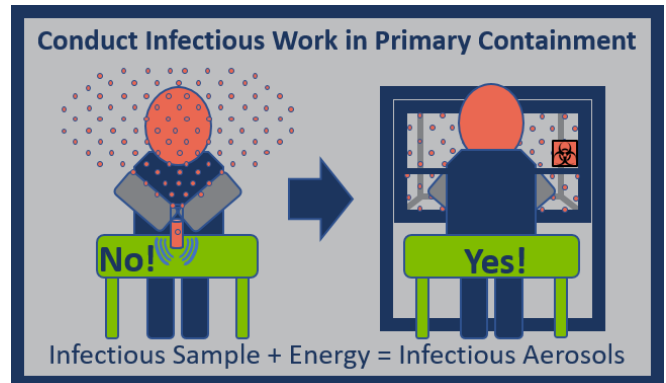 Conduct Infectious Work in Primary Containment
No!
Yes!
Infectious Sample + Energy = Infectious Aerosols